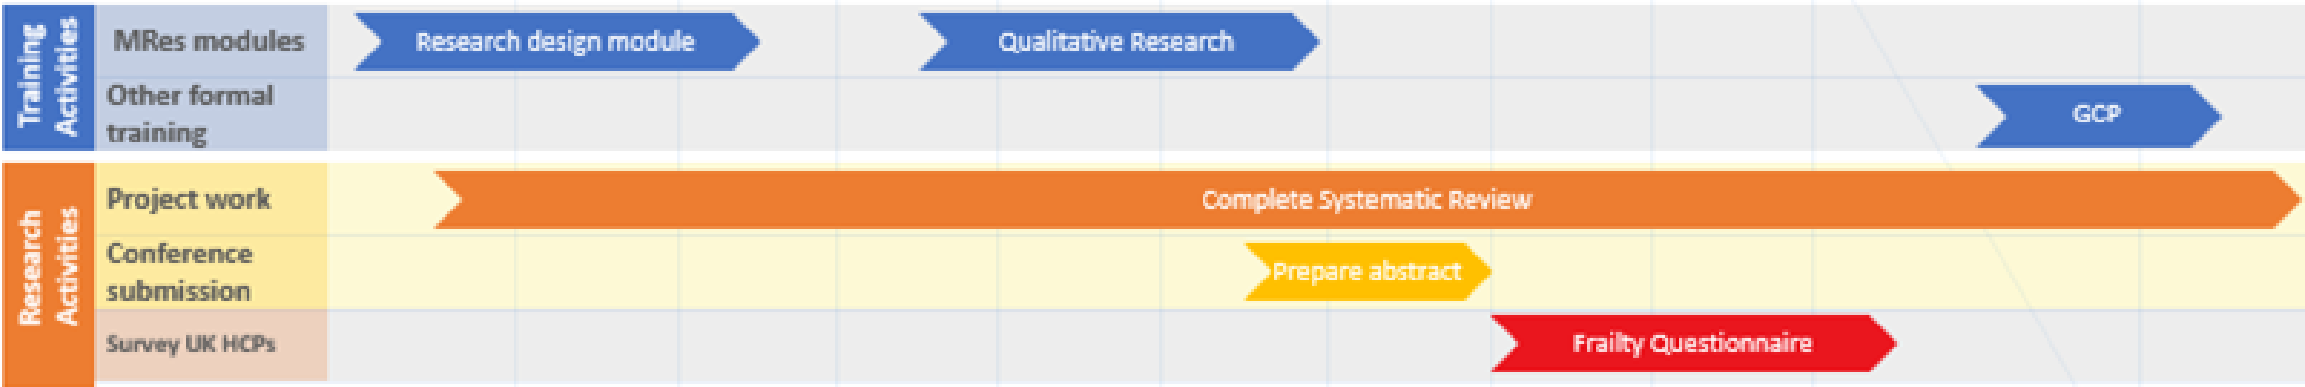 Training
Activities
MRes modules
Research design module
Qualitative Research
Other formal
training
GCP
Research
Activities
Project work
Complete Systematic Review
Conference
submission
Prepare abstract
Survey UK HCPs
Frailty Questionnaire